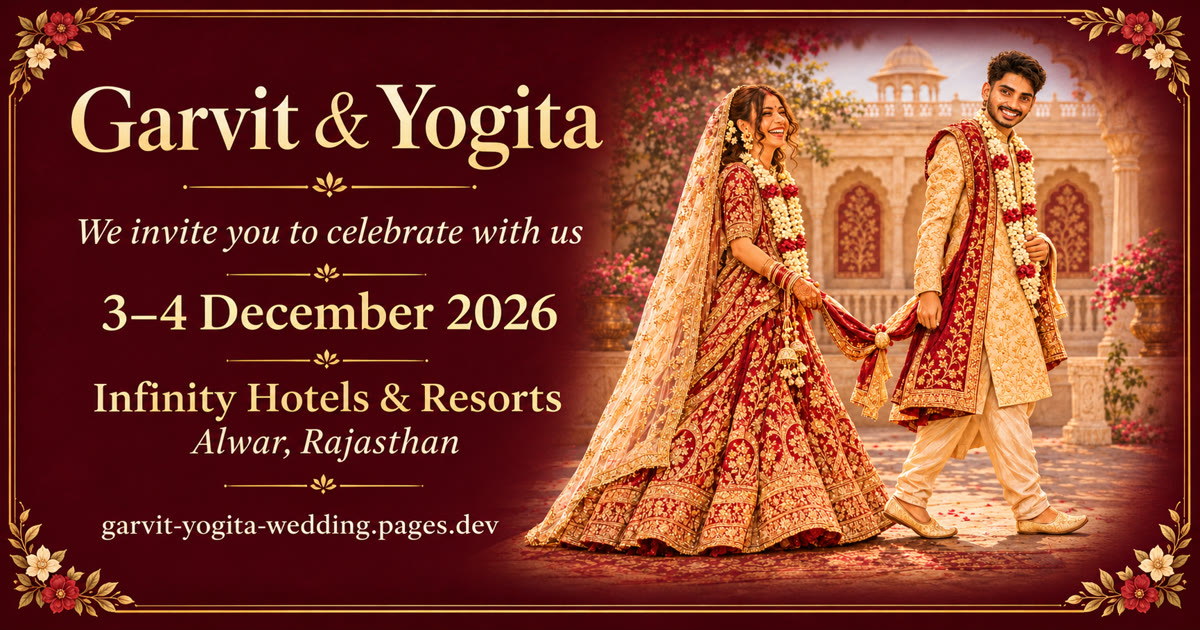 Garvit & Yogita
We invite you to celebrate with us
3–4 December 2026
Infinity Hotels & Resorts
Alwar, Rajasthan
garvit-yogita-wedding.pages.dev